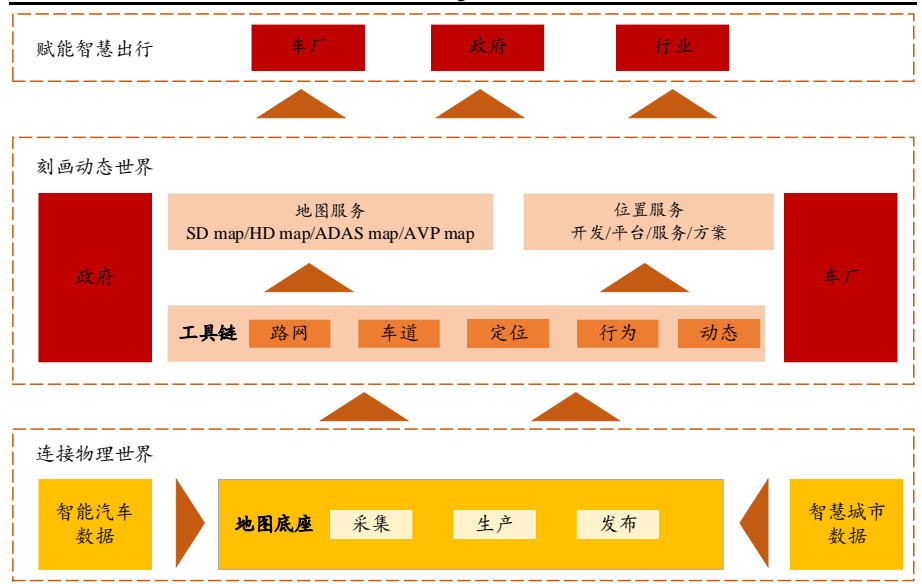 赋能智慧出行
车厂
政府
行业
刻画动态世界
政府
地图服务
SD map/HD map/ADAS map/AVP map
位置服务
开发/平台/服务/方案
车厂
工具链
路网
车道
定位
行为
动态
连接物理世界
智能汽车
数据
地图底座
采集
生产
发布
智慧城市
数据